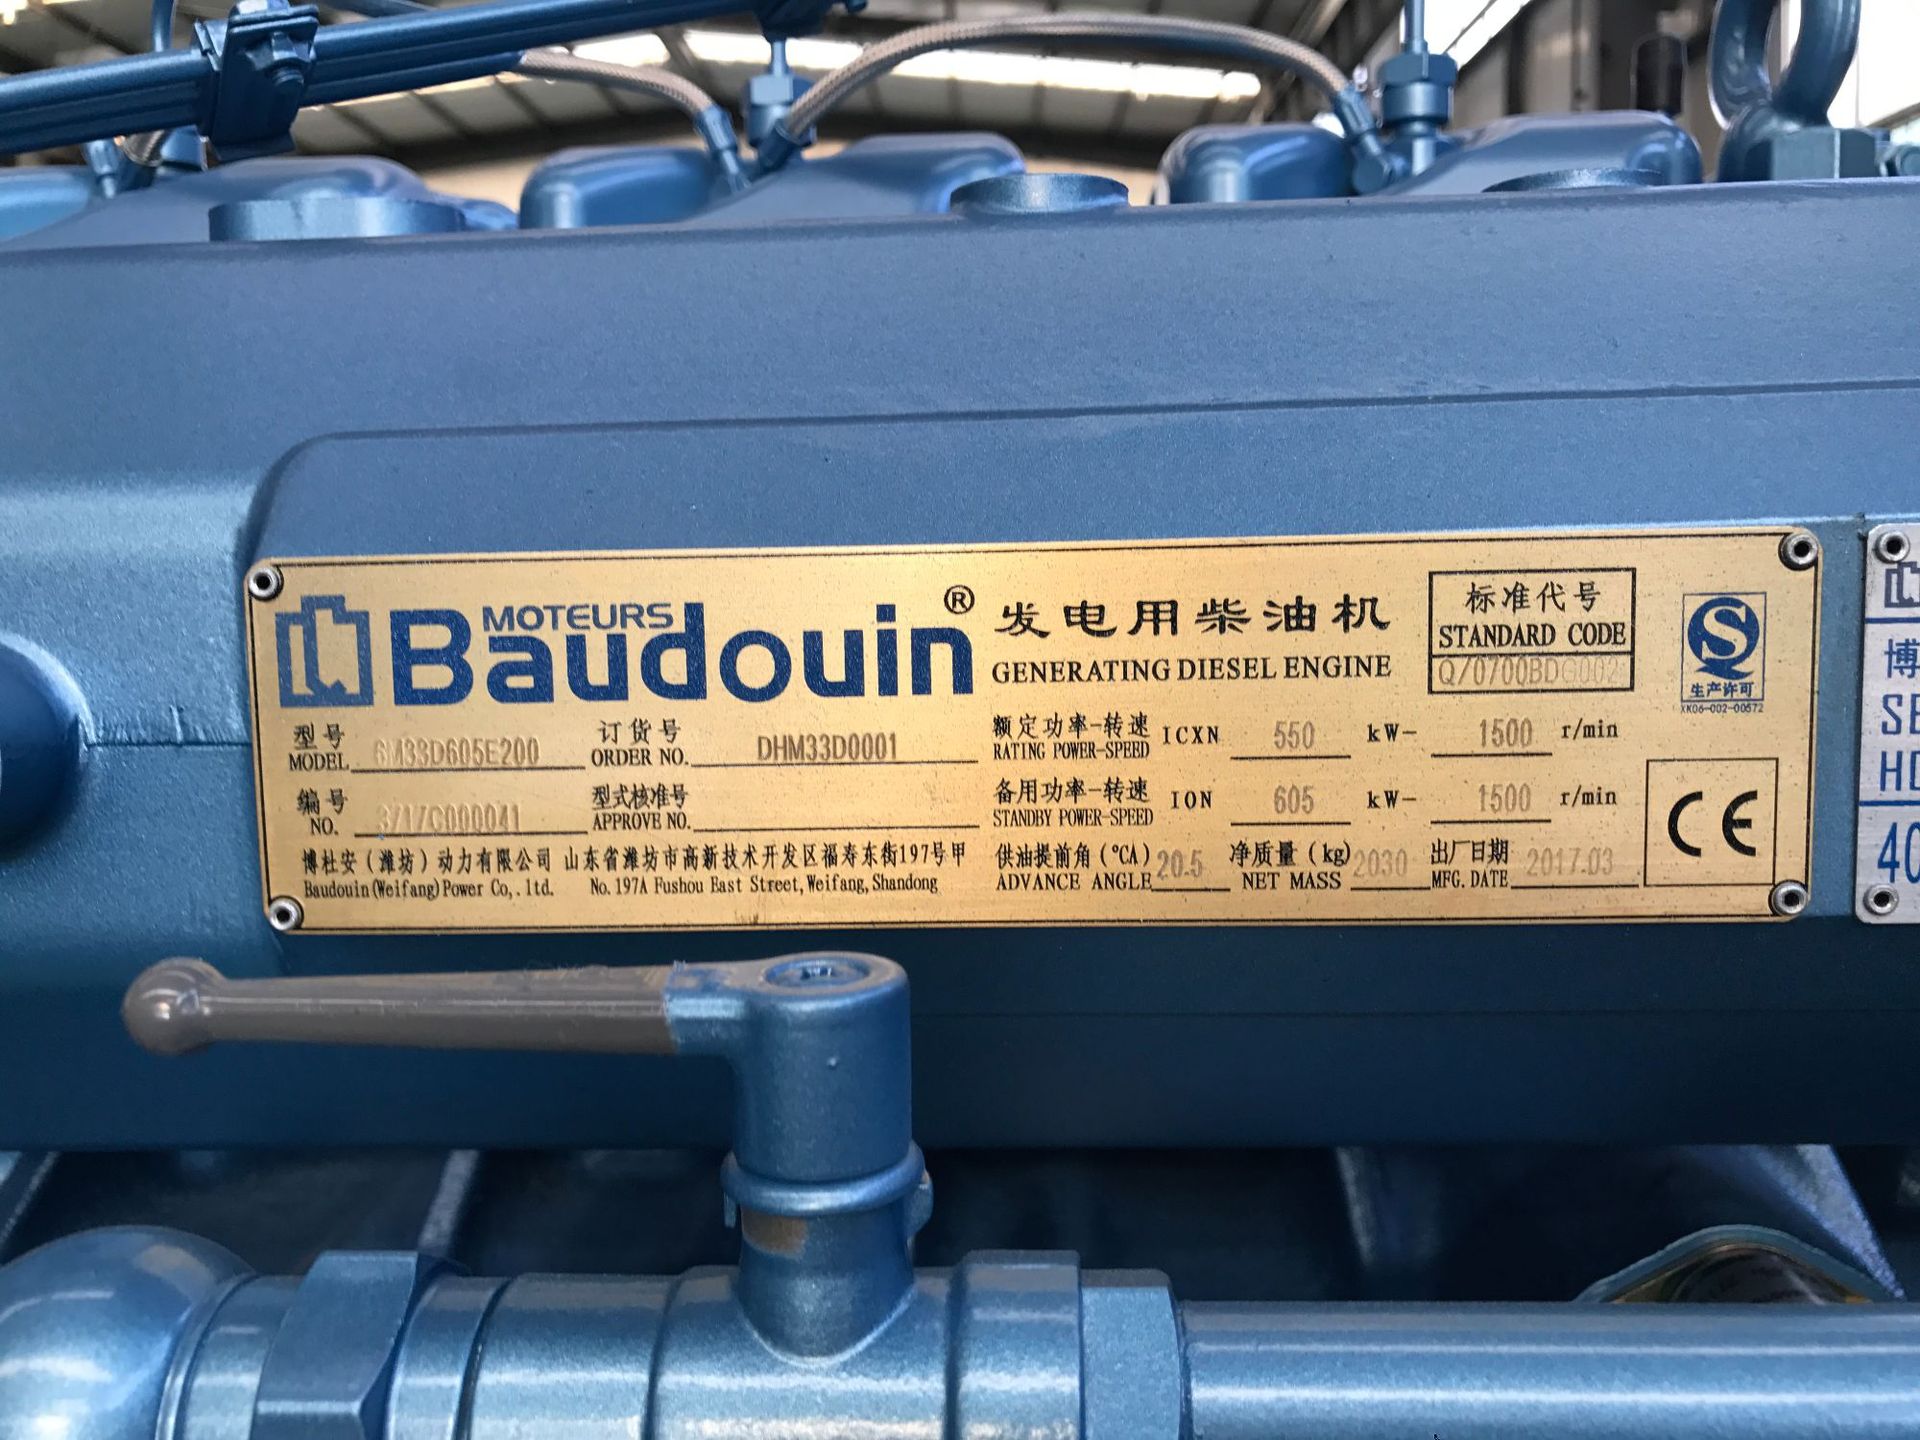 MOTEURS
Baudouin®
发电用柴油机
GENERATING DIESEL ENGINE
标准代号
STANDARD CODE
Q/0700BDG002
生产许可
XK06-002-00572
型号
MODEL 6M33D605E200
订货号
ORDER NO. DHM33D0001
额定功率-转速
RATING POWER-SPEED ICXN 550 kW- 1500 r/min
编号
NO. 3717C000041
型式核准号
APPROVE NO.
备用功率-转速
STANDBY POWER-SPEED ION 605 kW- 1500 r/min
CE
博杜安(潍坊)动力有限公司 山东省潍坊市高新技术开发区福寿东街197号甲
Baudouin(Weifang)Power Co,. ltd. No.197A Fushou East Street,Weifang,Shandong
供油提前角(°CA)
ADVANCE ANGLE 20.5
净质量(kg)
NET MASS 2030
出厂日期
MFG.DATE 2017.03
博
SE
40